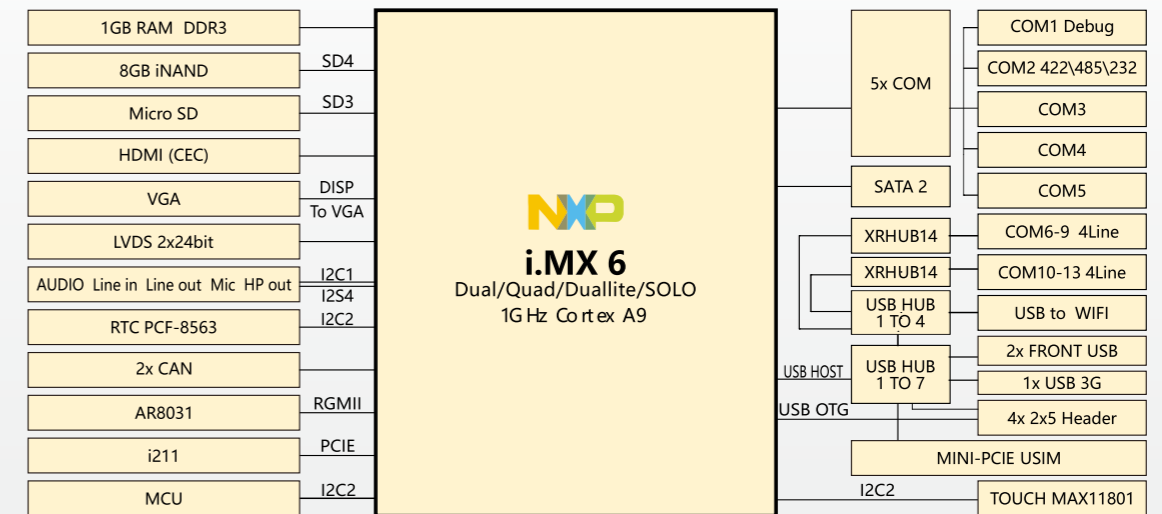 1GB RAM DDR3
8GB iNAND
SD4
Micro SD
SD3
HDMI (CEC)
VGA
DISP
To VGA
LVDS 2x24bit
AUDIO Line in Line out Mic HP out
I2C1
I2S4
RTC PCF-8563
I2C2
2x CAN
AR8031
RGMII
i211
PCIE
MCU
I2C2
NXP
i.MX 6
Dual/Quad/Duallite/SOLO
1GHz Cortex A9
5x COM
COM1 Debug
COM2 422\485\232
COM3
COM4
COM5
SATA 2
XRHUB14
COM6-9 4Line
XRHUB14
COM10-13 4Line
USB HUB
1 TO 4
USB to WIFI
USB HOST
USB HUB
1 TO 7
2x FRONT USB
1x USB 3G
USB OTG
4x 2x5 Header
MINI-PCIE USIM
I2C2
TOUCH MAX11801